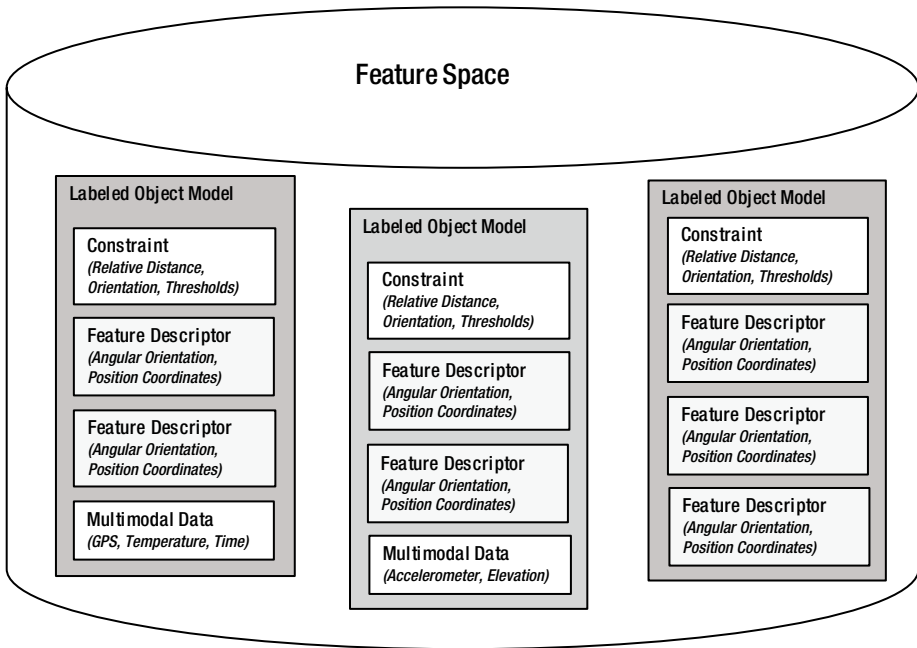 Feature Space
Labeled Object Model
Constraint
(Relative Distance,
Orientation, Thresholds)
Feature Descriptor
(Angular Orientation,
Position Coordinates)
Feature Descriptor
(Angular Orientation,
Position Coordinates)
Multimodal Data
(GPS, Temperature, Time)
Labeled Object Model
Constraint
(Relative Distance,
Orientation, Thresholds)
Feature Descriptor
(Angular Orientation,
Position Coordinates)
Feature Descriptor
(Angular Orientation,
Position Coordinates)
Multimodal Data
(Accelerometer, Elevation)
Labeled Object Model
Constraint
(Relative Distance,
Orientation, Thresholds)
Feature Descriptor
(Angular Orientation,
Position Coordinates)
Feature Descriptor
(Angular Orientation,
Position Coordinates)
Feature Descriptor
(Angular Orientation,
Position Coordinates)